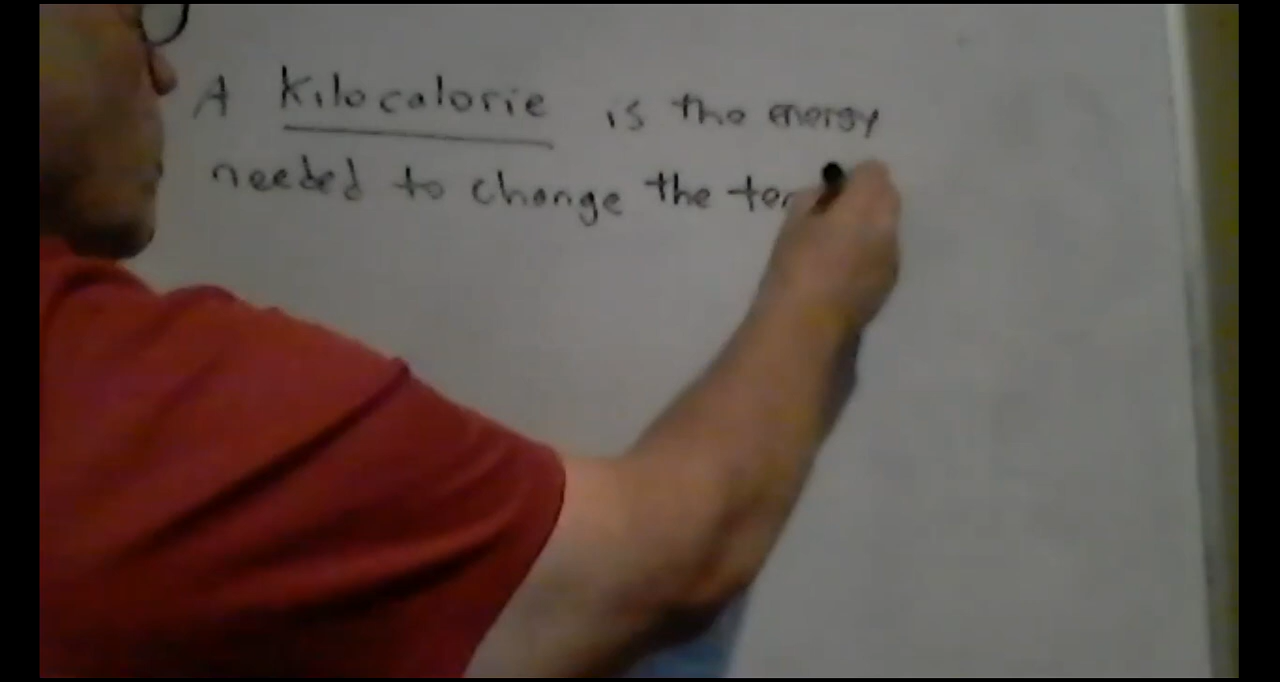 A kilocalorie is the energy
needed to change the